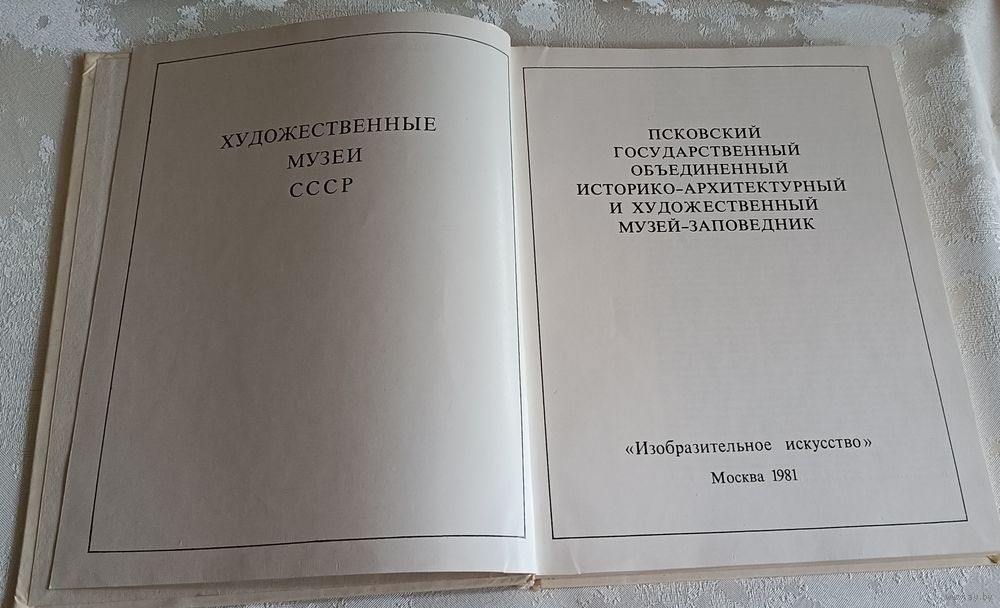 ХУДОЖЕСТВЕННЫЕ
МУЗЕИ
СССР
ПСКОВСКИЙ
ГОСУДАРСТВЕННЫЙ
ОБЪЕДИНЕННЫЙ
ИСТОРИКО-АРХИТЕКТУРНЫЙ
И ХУДОЖЕСТВЕННЫЙ
МУЗЕЙ-ЗАПОВЕДНИК
«Изобразительное искусство»
Москва 1981